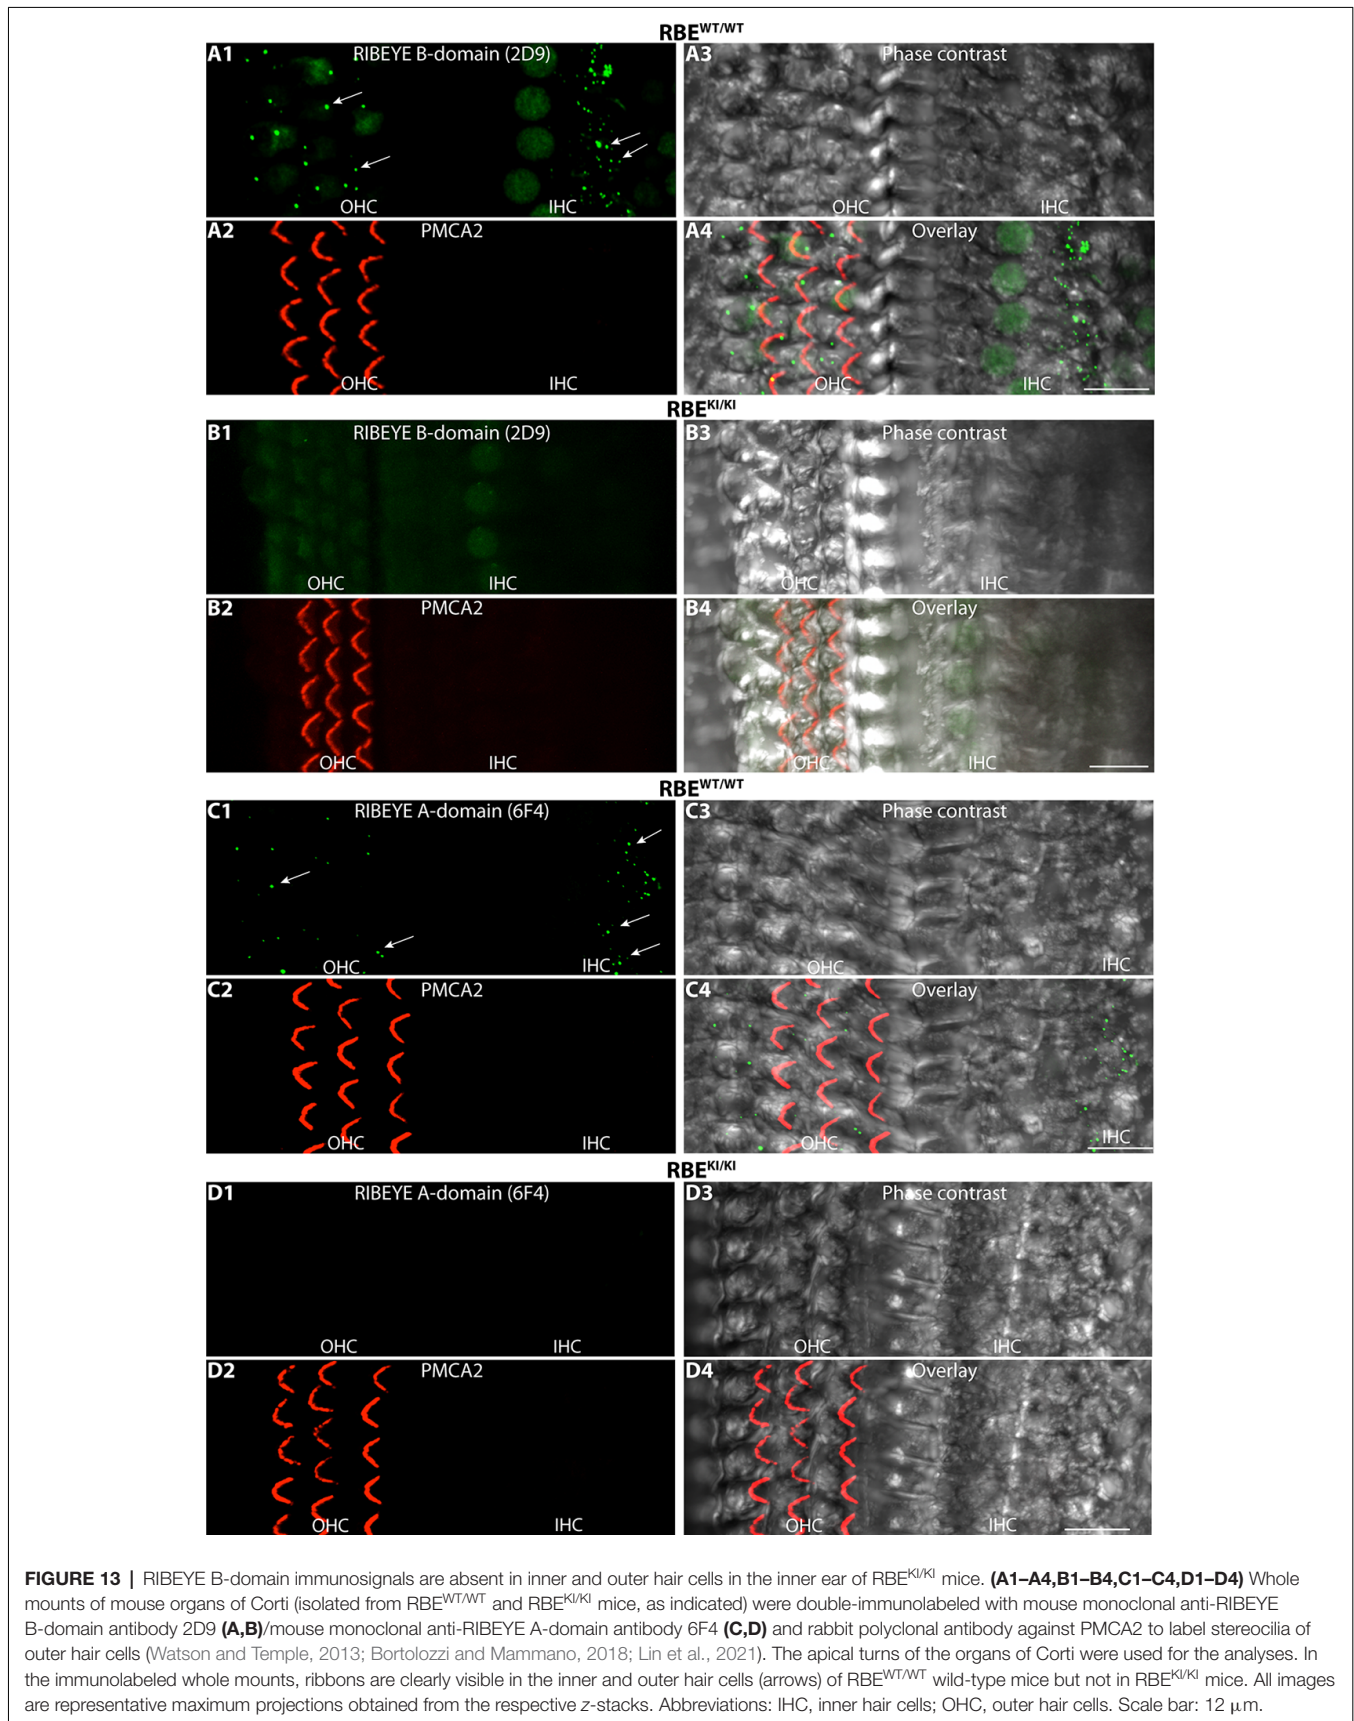 RBE^WT/WT
A1 RIBEYE B-domain (2D9)
OHC IHC
A3 Phase contrast
OHC IHC
A2 PMCA2
OHC IHC
A4 Overlay
OHC IHC
RBE^KI/KI
B1 RIBEYE B-domain (2D9)
OHC IHC
B3 Phase contrast
OHC IHC
B2 PMCA2
OHC IHC
B4 Overlay
OHC IHC
RBE^WT/WT
C1 RIBEYE A-domain (6F4)
OHC IHC
C3 Phase contrast
OHC IHC
C2 PMCA2
OHC IHC
C4 Overlay
OHC IHC
RBE^KI/KI
D1 RIBEYE A-domain (6F4)
OHC IHC
D3 Phase contrast
OHC IHC
D2 PMCA2
OHC IHC
D4 Overlay
OHC IHC
FIGURE 13 | RIBEYE B-domain immunosignals are absent in inner and outer hair cells in the inner ear of RBE^KI/KI mice. (A1–A4,B1–B4,C1–C4,D1–D4) Whole
mounts of mouse organs of Corti (isolated from RBE^WT/WT and RBE^KI/KI mice, as indicated) were double-immunolabeled with mouse monoclonal anti-RIBEYE
B-domain antibody 2D9 (A,B)/mouse monoclonal anti-RIBEYE A-domain antibody 6F4 (C,D) and rabbit polyclonal antibody against PMCA2 to label stereocilia of
outer hair cells (Watson and Temple, 2013; Bortolozzi and Mammano, 2018; Lin et al., 2021). The apical turns of the organs of Corti were used for the analyses. In
the immunolabeled whole mounts, ribbons are clearly visible in the inner and outer hair cells (arrows) of RBE^WT/WT wild-type mice but not in RBE^KI/KI mice. All images
are representative maximum projections obtained from the respective z-stacks. Abbreviations: IHC, inner hair cells; OHC, outer hair cells. Scale bar: 12 μm.